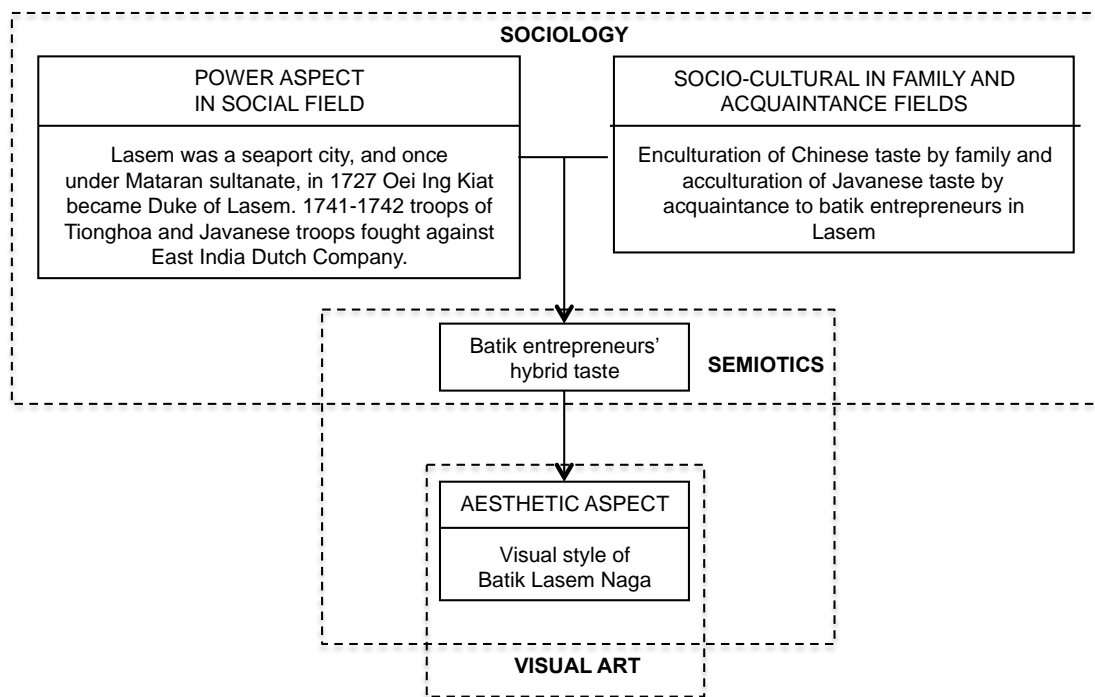 SOCIOLOGY
POWER ASPECT
IN SOCIAL FIELD
Lasem was a seaport city, and once
under Mataran sultanate, in 1727 Oei Ing Kiat
became Duke of Lasem. 1741-1742 troops of
Tionghoa and Javanese troops fought against
East India Dutch Company.
SOCIO-CULTURAL IN FAMILY AND
ACQUAINTANCE FIELDS
Enculturation of Chinese taste by family and
acculturation of Javanese taste by
acquaintance to batik entrepreneurs in
Lasem
Batik entrepreneurs’
hybrid taste
SEMIOTICS
AESTHETIC ASPECT
Visual style of
Batik Lasem Naga
VISUAL ART